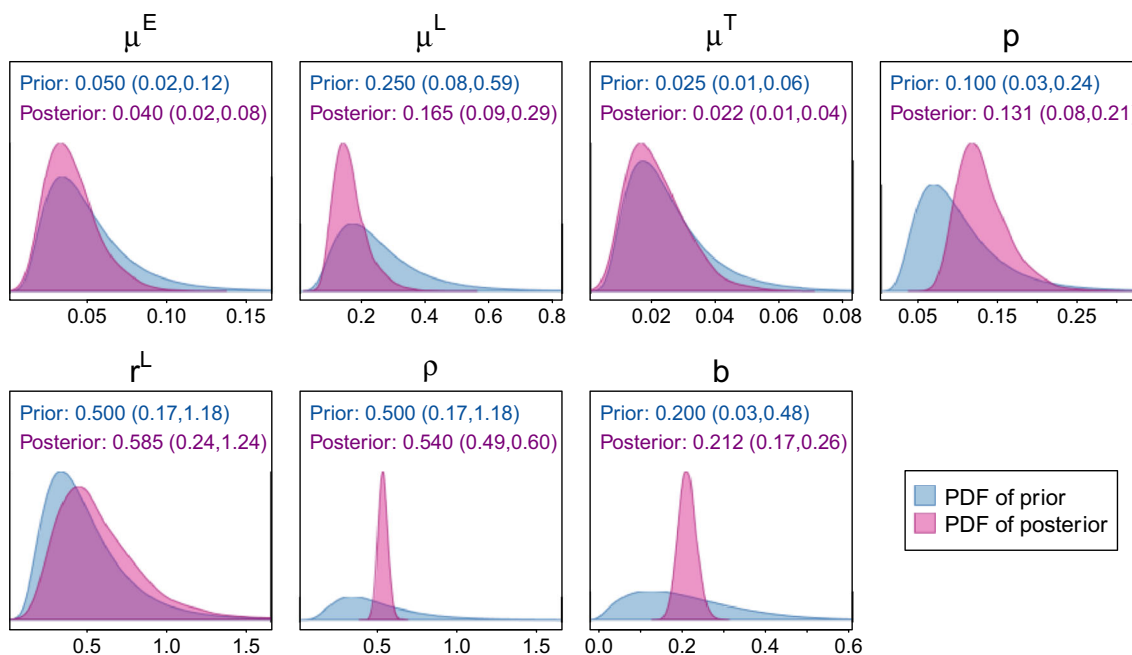 μᴱ
Prior: 0.050 (0.02,0.12)
Posterior: 0.040 (0.02,0.08)
0.05 0.10 0.15
μᴸ
Prior: 0.250 (0.08,0.59)
Posterior: 0.165 (0.09,0.29)
0.2 0.4 0.6 0.8
μᵀ
Prior: 0.025 (0.01,0.06)
Posterior: 0.022 (0.01,0.04)
0.02 0.04 0.06 0.08
p
Prior: 0.100 (0.03,0.24)
Posterior: 0.131 (0.08,0.21
0.05 0.15 0.25
rᴸ
Prior: 0.500 (0.17,1.18)
Posterior: 0.585 (0.24,1.24)
0.5 1.0 1.5
ρ
Prior: 0.500 (0.17,1.18)
Posterior: 0.540 (0.49,0.60)
0.5 1.0 1.5
b
Prior: 0.200 (0.03,0.48)
Posterior: 0.212 (0.17,0.26)
0.0 0.2 0.4 0.6
PDF of prior
PDF of posterior